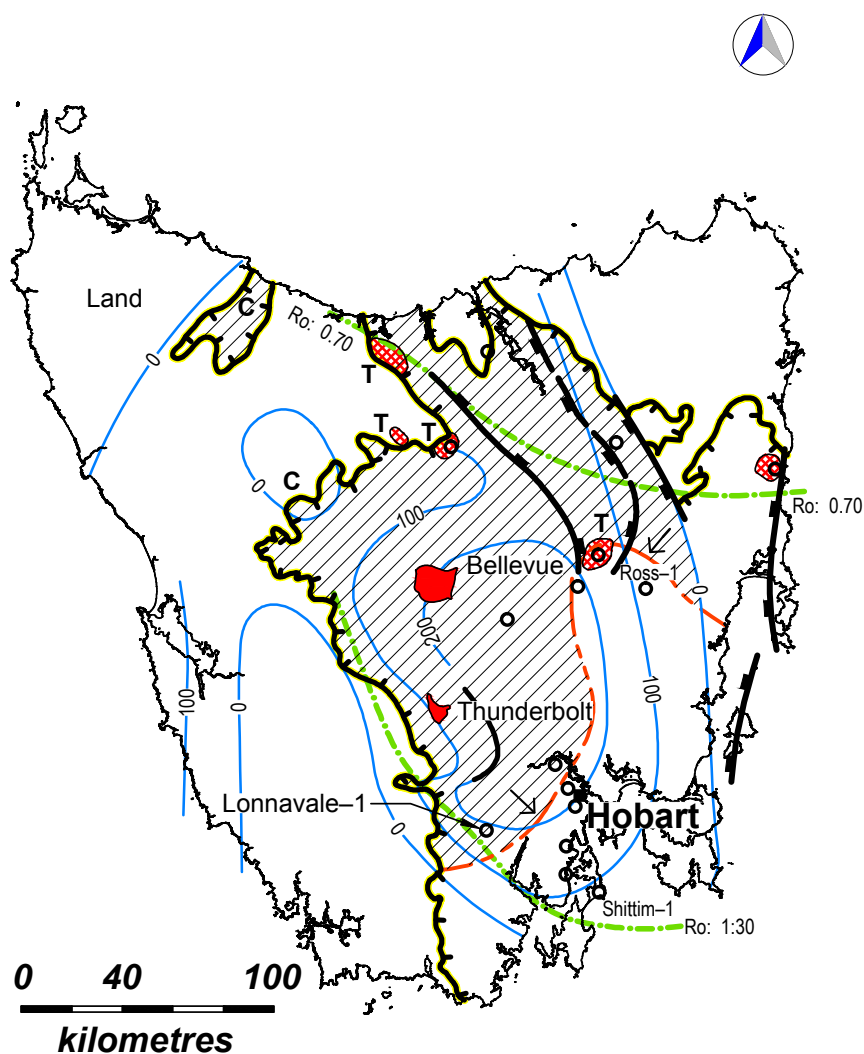 Land
0
C
Ro: 0.70
T
T
T
C
0
100
Ro: 0.70
T
Bellevue
Ross–1
0
200
100
100
0
Thunderbolt
Lonnavale–1
Hobart
0
Shittim–1
Ro: 1:30
0 40 100
kilometres